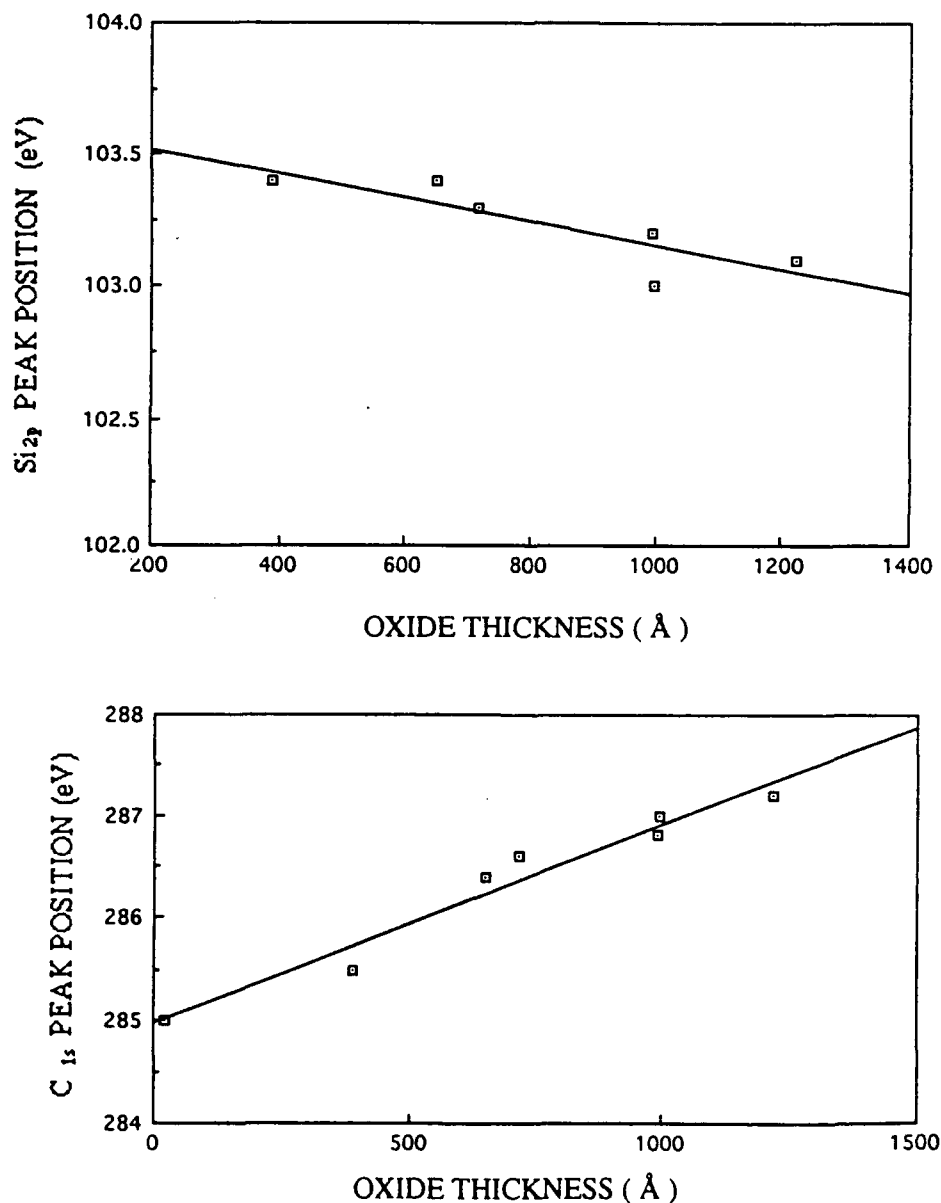 104.0
103.5
103.0
102.5
102.0
Si2p PEAK POSITION (eV)
200 400 600 800 1000 1200 1400
OXIDE THICKNESS ( Å )
288
287
286
285
284
C 1s PEAK POSITION (eV)
0 500 1000 1500
OXIDE THICKNESS ( Å )